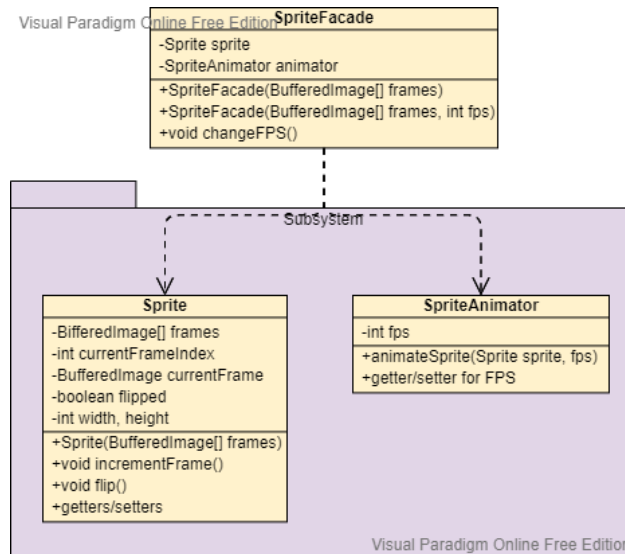 Visual Paradigm Online Free Edition
SpriteFacade
-Sprite sprite
-SpriteAnimator animator
+SpriteFacade(BufferedImage[] frames)
+SpriteFacade(BufferedImage[] frames, int fps)
+void changeFPS()
Subsystem
Sprite
-BifferedImage[] frames
-int currentFrameIndex
-BufferedImage currentFrame
-boolean flipped
-int width, height
+Sprite(BufferedImage[] frames)
+void incrementFrame()
+void flip()
+getters/setters
SpriteAnimator
-int fps
+animateSprite(Sprite sprite, fps)
+getter/setter for FPS
Visual Paradigm Online Free Edition